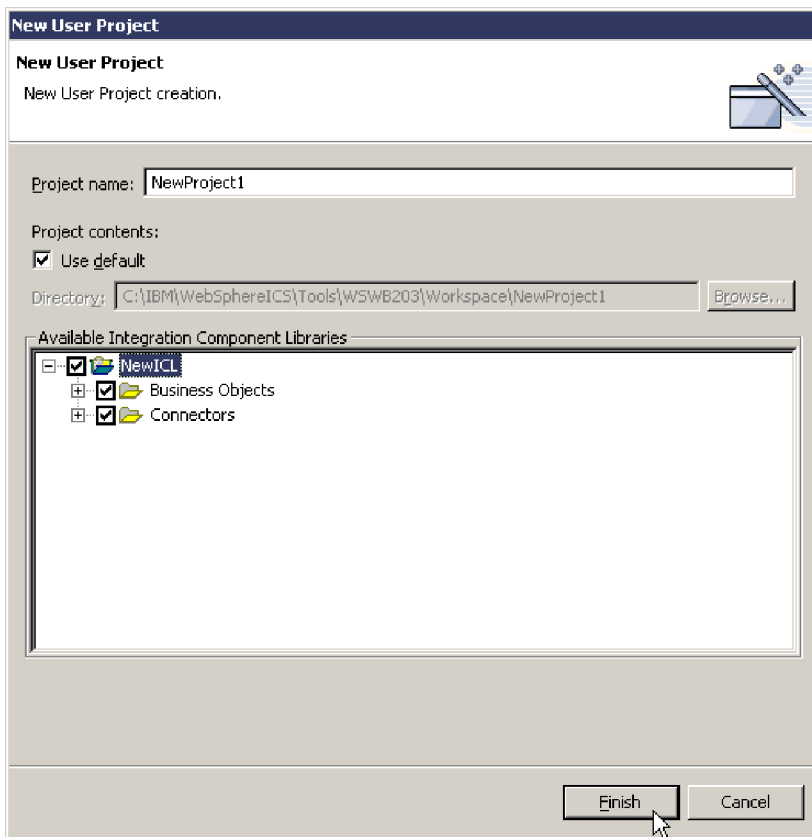 New User Project
New User Project
New User Project creation.
Project name: NewProject1
Project contents:
Use default
Directory: C:\IBM\WebSphereICS\Tools\WSWB203\Workspace\NewProject1 Browse...
Available Integration Component Libraries
NewICL
Business Objects
Connectors
Finish Cancel